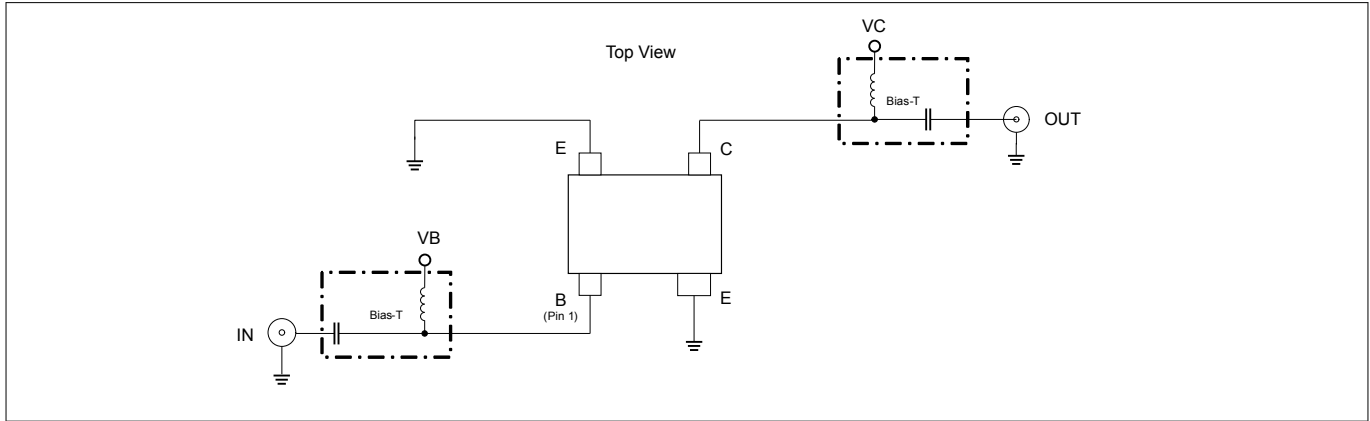 VC
Top View
Bias-T
OUT
E
C
VB
B
(Pin 1)
E
Bias-T
IN